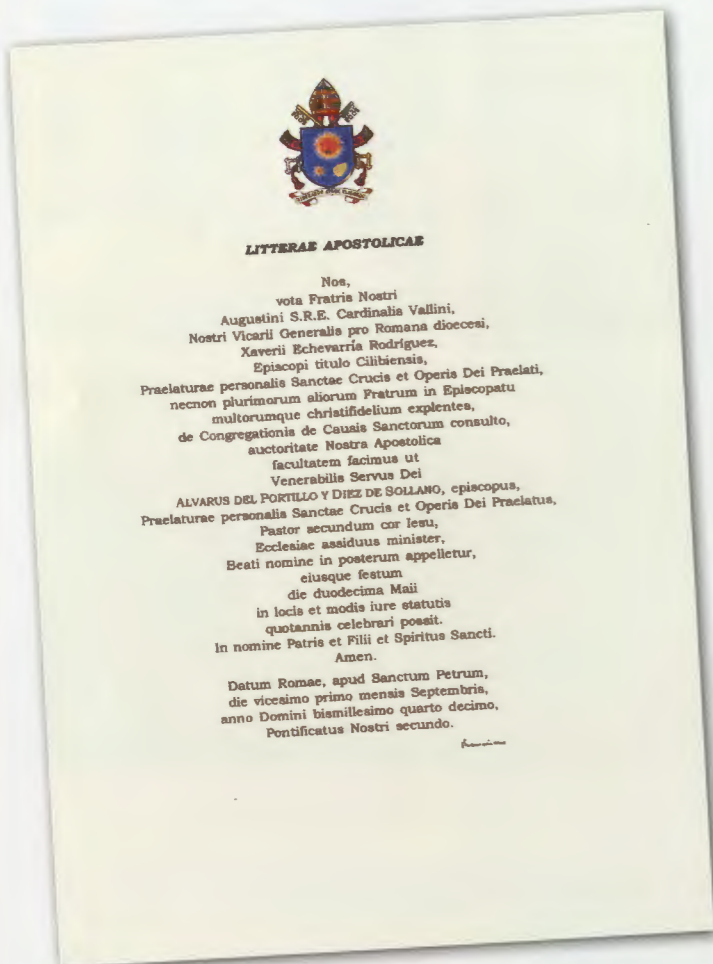 LITTERAE APOSTOLICAE
Nos,
vota Fratris Nostri
Augustini S.R.E. Cardinalis Vallini,
Nostri Vicarii Generalis pro Romana dioecesi,
Xaverii Echevarría Rodríguez,
Episcopi titulo Cilibiensis,
Praelaturae personalis Sanctae Crucis et Operis Dei Praelati,
necnon plurimorum aliorum Fratrum in Episcopatu
multorumque christifidelium explentes,
de Congregationis de Causis Sanctorum consulto,
auctoritate Nostra Apostolica
facultatem facimus ut
Venerabilis Servus Dei
ALVARUS DEL PORTILLO Y DIEZ DE SOLLANO, episcopus,
Praelaturae personalis Sanctae Crucis et Operis Dei Praelatus,
Pastor secundum cor Iesu,
Ecclesiae assiduus minister,
Beati nomine in posterum appelletur,
eiusque festum
die duodecima Maii
in locis et modis iure statutis
quotannis celebrari possit.
In nomine Patris et Filii et Spiritus Sancti.
Amen.
Datum Romae, apud Sanctum Petrum,
die vicesimo primo mensis Septembris,
anno Domini bismillesimo quarto decimo,
Pontificatus Nostri secundo.